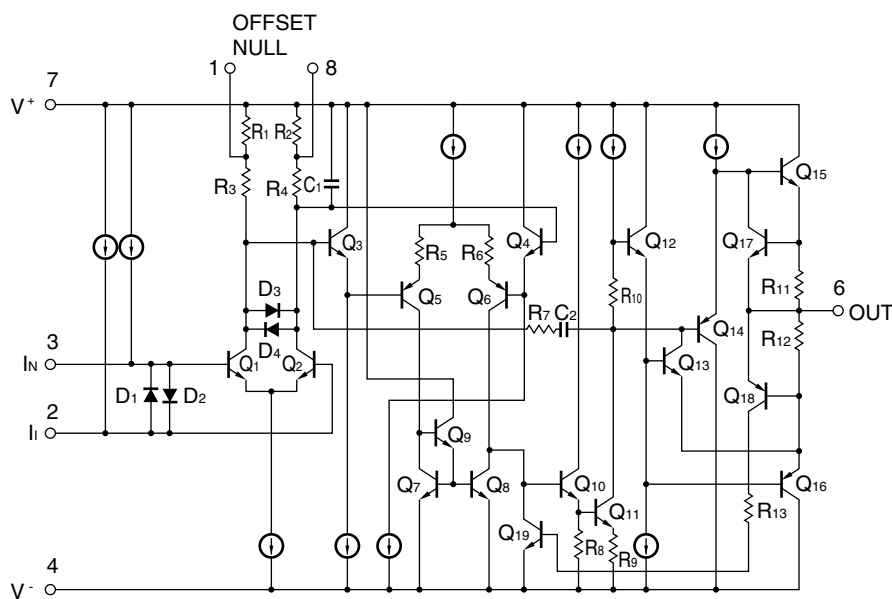 OFFSET
NULL
1
8
7
V+
R1
R2
R3
R4
C1
Q3
Q4
Q12
Q15
Q17
R5
R6
R11
6
OUT
D3
Q5
Q6
R7
C2
R10
Q14
R12
3
IN
D4
Q1
Q2
Q13
D1
D2
Q18
2
II
Q9
Q7
Q8
Q10
Q16
Q11
R13
Q19
R8
R9
4
V-